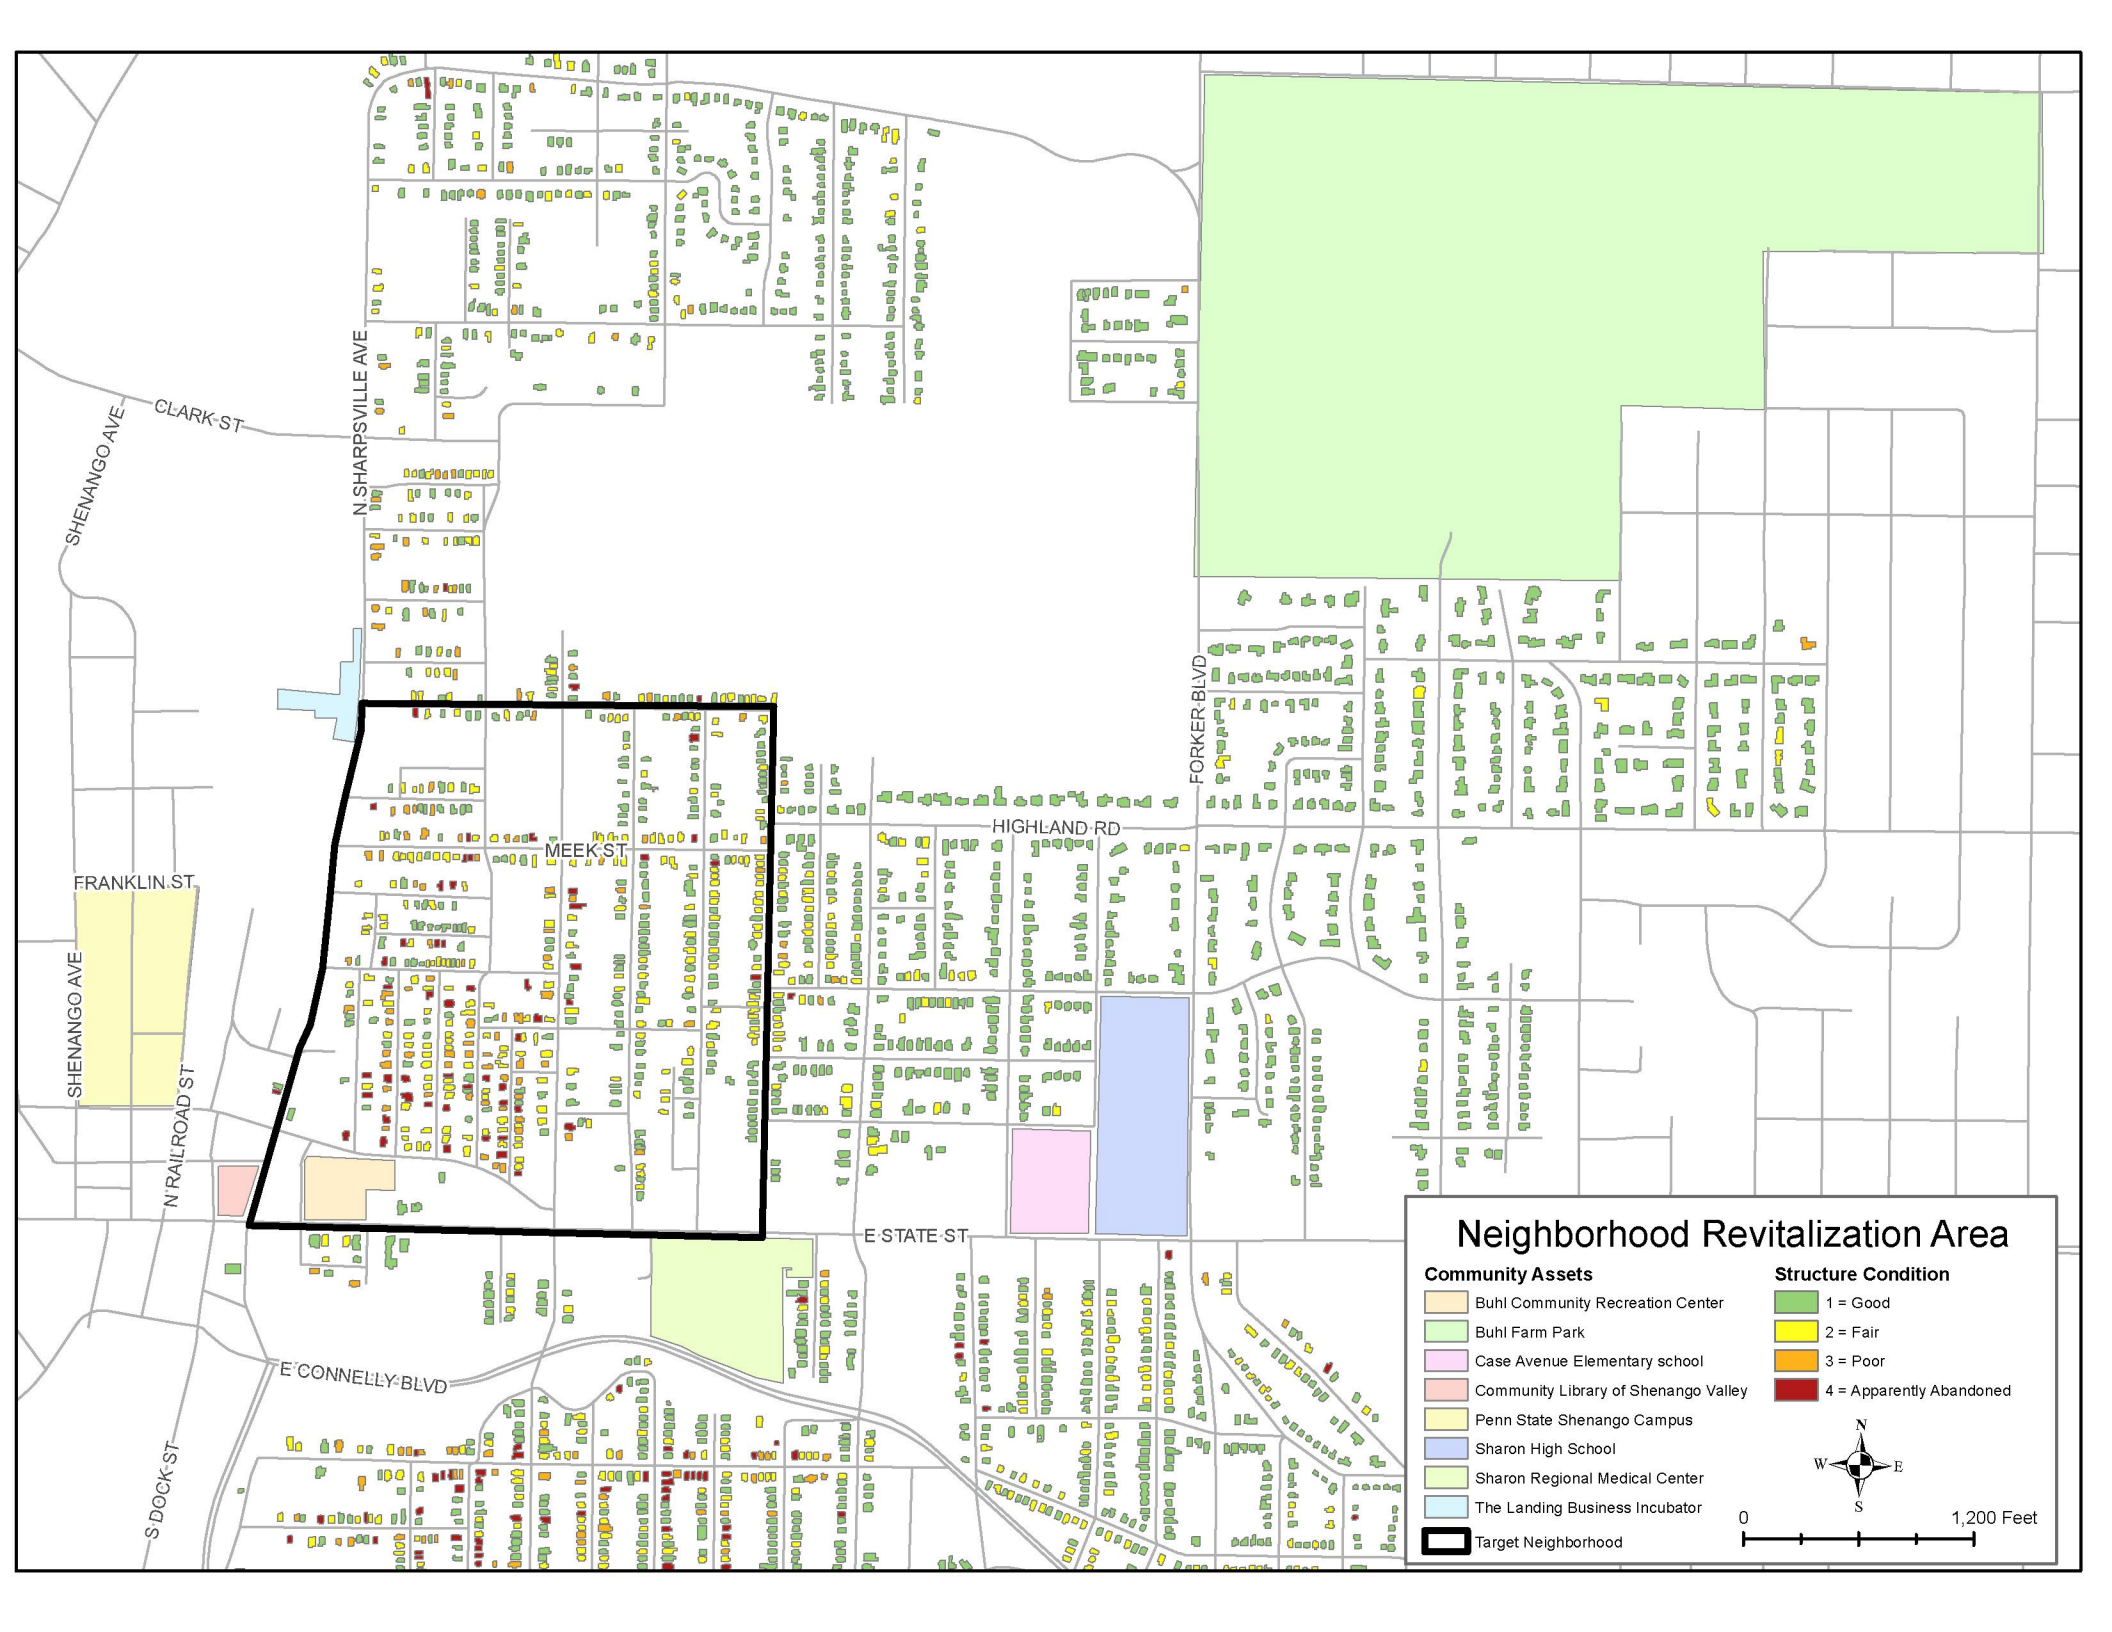 N SHARPSVILLE AVE
CLARK ST
SHENANGO AVE
FORKER BLVD
HIGHLAND RD
MEEK ST
FRANKLIN ST
SHENANGO AVE
N RAILROAD ST
E STATE ST
E CONNELLY BLVD
S DOCK ST
Neighborhood Revitalization Area
Community Assets
Buhl Community Recreation Center
Buhl Farm Park
Case Avenue Elementary school
Community Library of Shenango Valley
Penn State Shenango Campus
Sharon High School
Sharon Regional Medical Center
The Landing Business Incubator
Target Neighborhood
Structure Condition
1 = Good
2 = Fair
3 = Poor
4 = Apparently Abandoned
N
W E
S
0 1,200 Feet